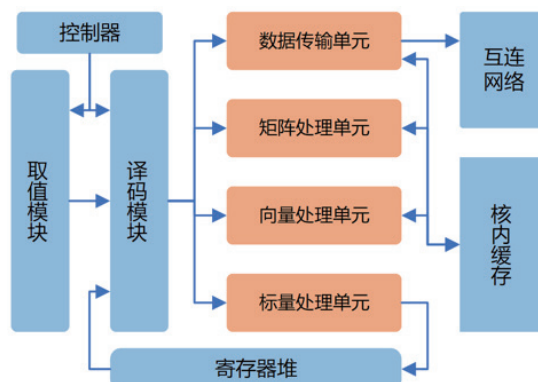 控制器
取值模块
译码模块
数据传输单元
矩阵处理单元
向量处理单元
标量处理单元
寄存器堆
互连
网络
核内缓存